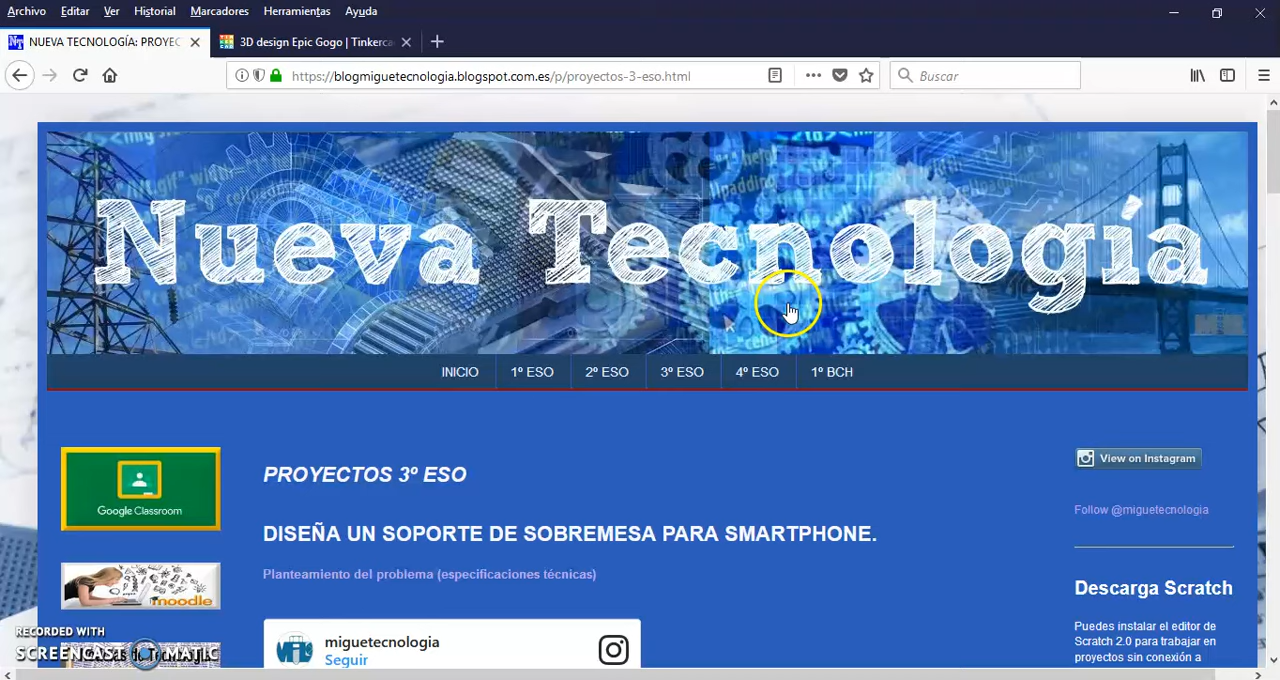 Archivo Editar Ver Historial Marcadores Herramientas Ayuda
NUEVA TECNOLOGÍA: PROYEC
3D design Epic Gogo | Tinkerca
https://blogmiguetecnologia.blogspot.com.es/p/proyectos-3-eso.html
Buscar
Nueva Tecnología
INICIO 1º ESO 2º ESO 3º ESO 4º ESO 1º BCH
Google Classroom
moodle
PROYECTOS 3º ESO
DISEÑA UN SOPORTE DE SOBREMESA PARA SMARTPHONE.
Planteamiento del problema (especificaciones técnicas)
miguetecnologia
Seguir
View on Instagram
Follow @miguetecnologia
Descarga Scratch
Puedes instalar el editor de
Scratch 2.0 para trabajar en
proyectos sin conexión a
RECORDED WITH
SCREENCAST MATIC